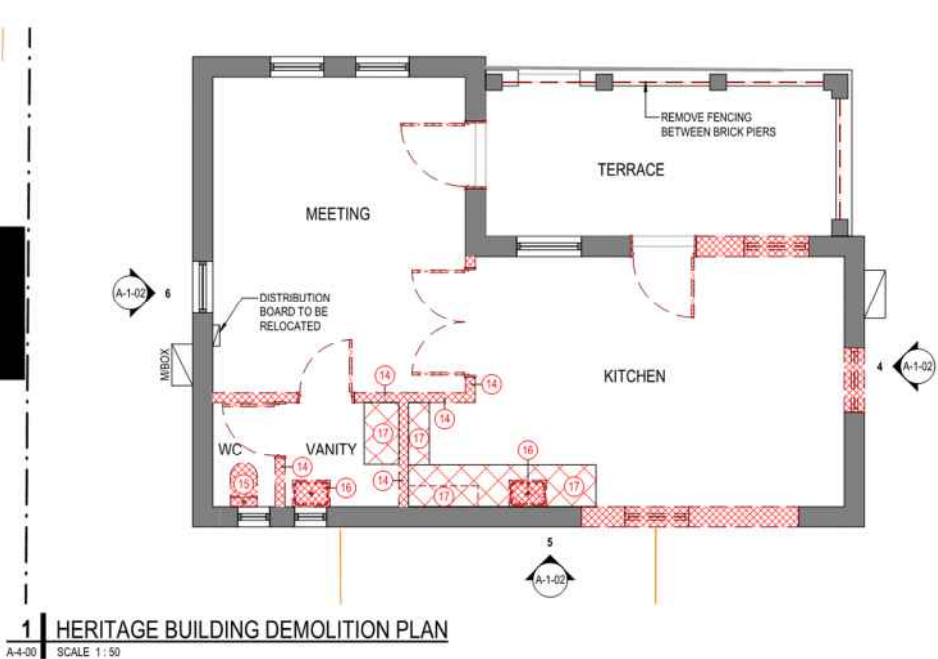 REMOVE FENCING
BETWEEN BRICK PIERS
TERRACE
MEETING
A-1-02
6
DISTRIBUTION
BOARD TO BE
RELOCATED
M/BOX
KITCHEN
4
A-1-02
14
14
14
17
17
WC
VANITY
14
16
15
16
14
17
17
5
A-1-02
1
HERITAGE BUILDING DEMOLITION PLAN
A-4-00
SCALE 1 : 50